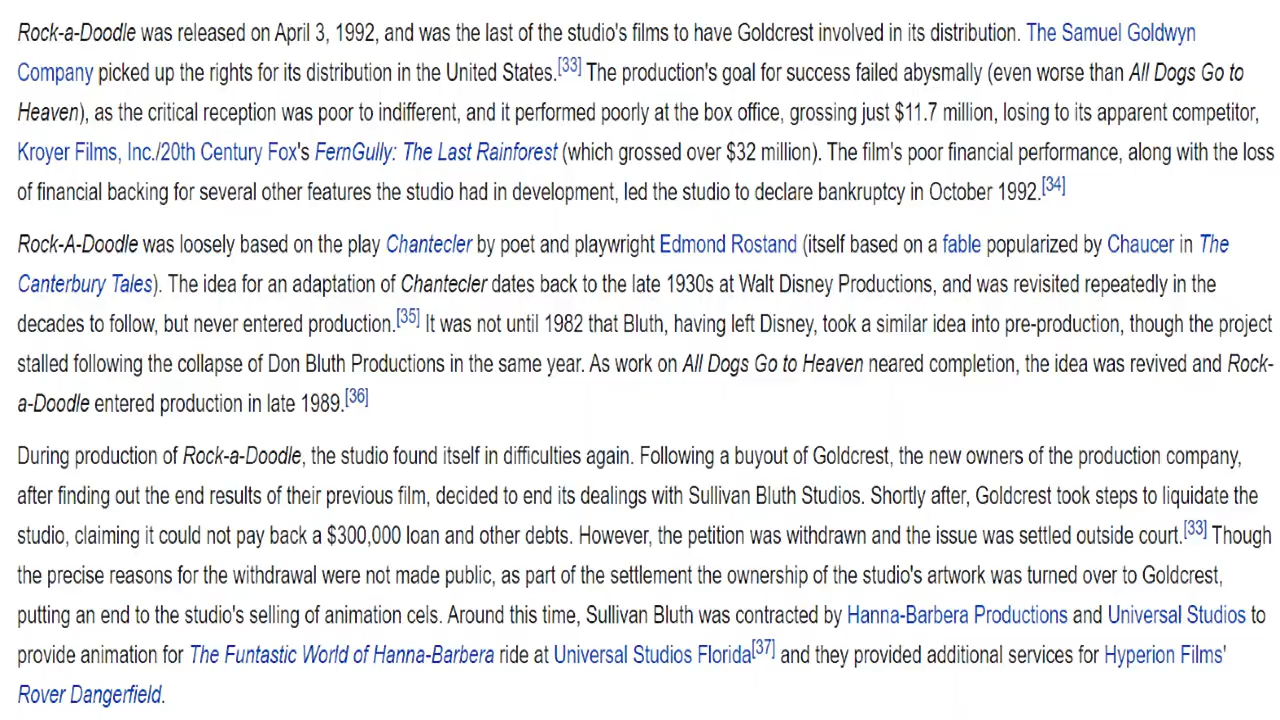 Rock-a-Doodle was released on April 3, 1992, and was the last of the studio's films to have Goldcrest involved in its distribution. The Samuel Goldwyn
Company picked up the rights for its distribution in the United States.[33] The production's goal for success failed abysmally (even worse than All Dogs Go to
Heaven), as the critical reception was poor to indifferent, and it performed poorly at the box office, grossing just $11.7 million, losing to its apparent competitor,
Kroyer Films, Inc./20th Century Fox's FernGully: The Last Rainforest (which grossed over $32 million). The film's poor financial performance, along with the loss
of financial backing for several other features the studio had in development, led the studio to declare bankruptcy in October 1992.[34]
Rock-A-Doodle was loosely based on the play Chantecler by poet and playwright Edmond Rostand (itself based on a fable popularized by Chaucer in The
Canterbury Tales). The idea for an adaptation of Chantecler dates back to the late 1930s at Walt Disney Productions, and was revisited repeatedly in the
decades to follow, but never entered production.[35] It was not until 1982 that Bluth, having left Disney, took a similar idea into pre-production, though the project
stalled following the collapse of Don Bluth Productions in the same year. As work on All Dogs Go to Heaven neared completion, the idea was revived and Rock-
a-Doodle entered production in late 1989.[36]
During production of Rock-a-Doodle, the studio found itself in difficulties again. Following a buyout of Goldcrest, the new owners of the production company,
after finding out the end results of their previous film, decided to end its dealings with Sullivan Bluth Studios. Shortly after, Goldcrest took steps to liquidate the
studio, claiming it could not pay back a $300,000 loan and other debts. However, the petition was withdrawn and the issue was settled outside court.[33] Though
the precise reasons for the withdrawal were not made public, as part of the settlement the ownership of the studio's artwork was turned over to Goldcrest,
putting an end to the studio's selling of animation cels. Around this time, Sullivan Bluth was contracted by Hanna-Barbera Productions and Universal Studios to
provide animation for The Funtastic World of Hanna-Barbera ride at Universal Studios Florida[37] and they provided additional services for Hyperion Films'
Rover Dangerfield.